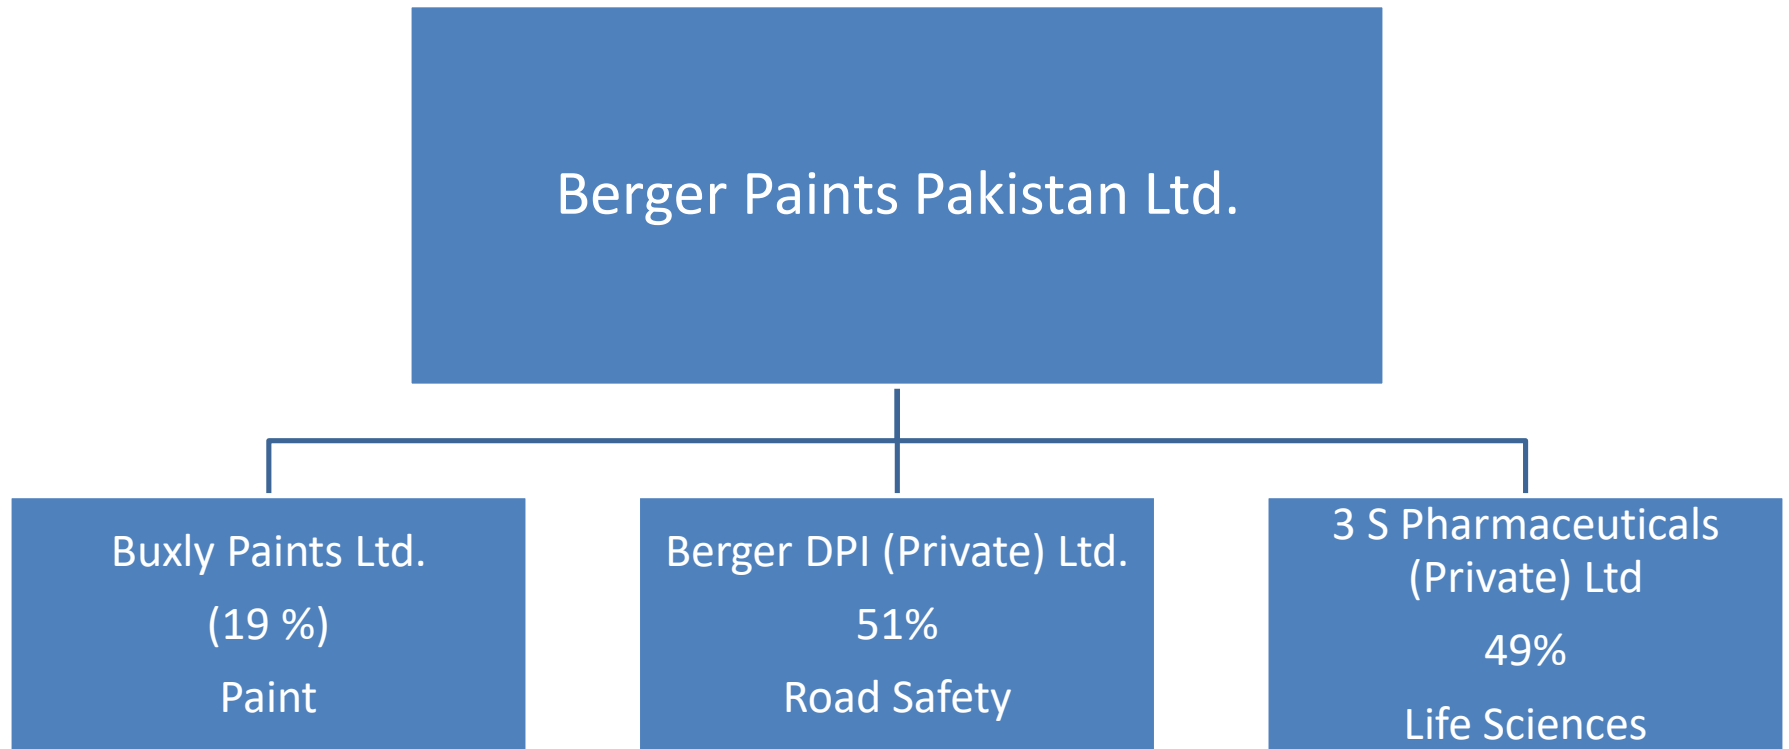 Berger Paints Pakistan Ltd.
Buxly Paints Ltd.
(19 %)
Paint
Berger DPI (Private) Ltd.
51%
Road Safety
3 S Pharmaceuticals
(Private) Ltd
49%
Life Sciences